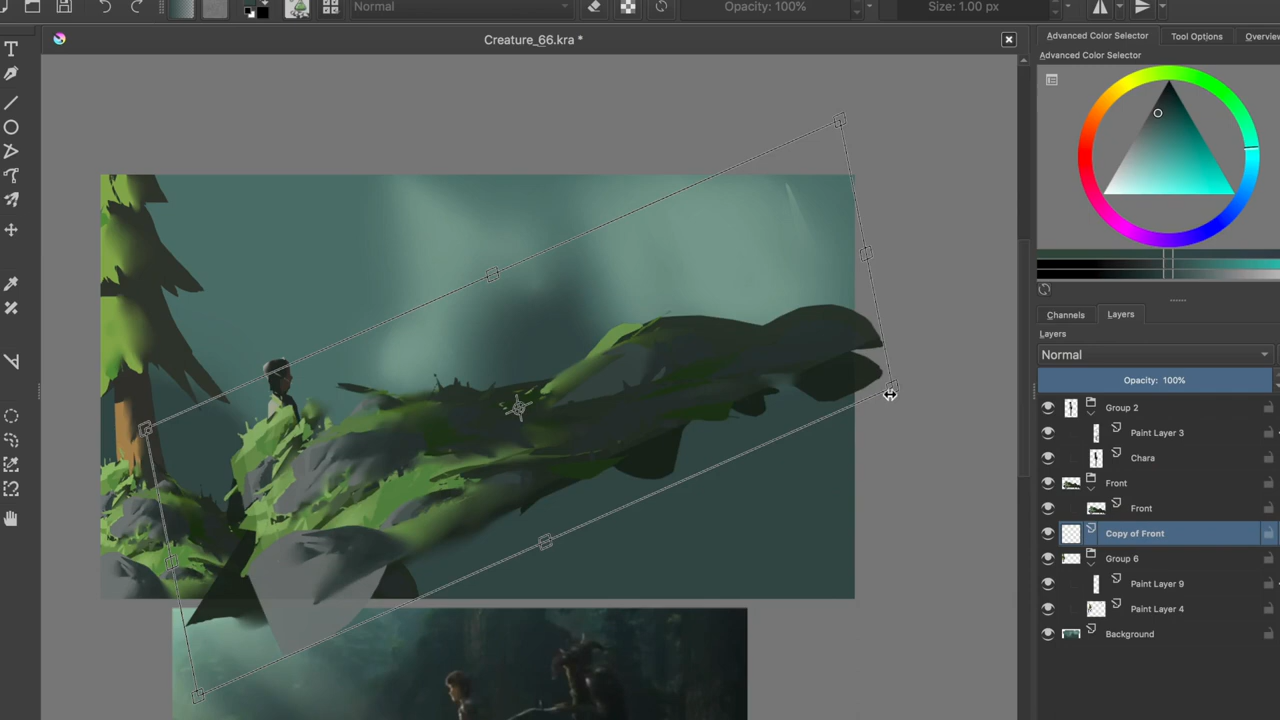 Normal
Opacity: 100%
Size: 1.00 px
Creature_66.kra *
Advanced Color Selector
Tool Options
Overview
Advanced Color Selector
Channels
Layers
Layers
Normal
Opacity: 100%
Group 2
Paint Layer 3
Chara
Front
Front
Copy of Front
Group 6
Paint Layer 9
Paint Layer 4
Background